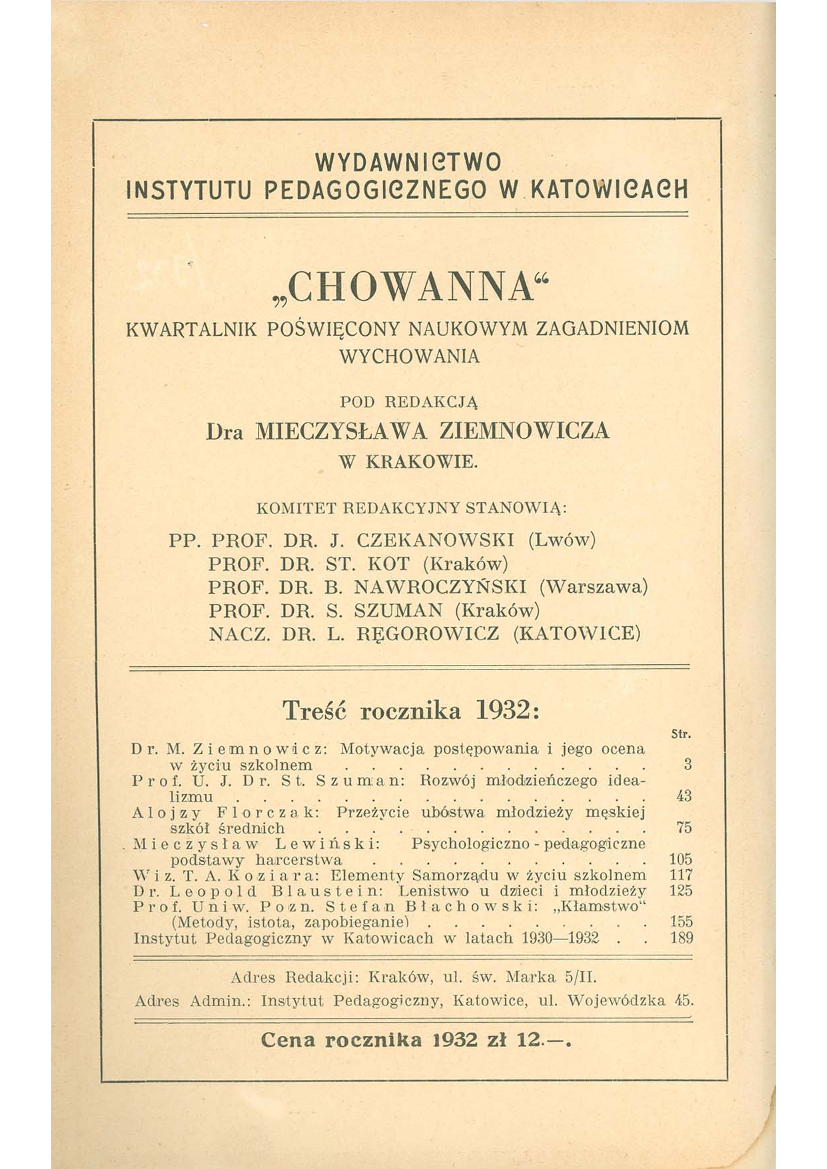 WYDAWNICTWO
INSTYTUTU PEDAGOGICZNEGO W KATOWICACH
„CHOWANNA“
KWARTALNIK POŚWIĘCONY NAUKOWYM ZAGADNIENIOM
WYCHOWANIA
POD REDAKCJĄ
Dra MIECZYSŁAWA ZIEMNOWICZA
W KRAKOWIE.
KOMITET REDAKCYJNY STANOWIĄ:
PP. PROF. DR. J. CZEKANOWSKI (Lwów)
PROF. DR. ST. KOT (Kraków)
PROF. DR. B. NAWROCZYŃSKI (Warszawa)
PROF. DR. S. SZUMAN (Kraków)
NACZ. DR. L. RĘGOROWICZ (KATOWICE)
Treść rocznika 1932:
Str.
Dr. M. Ziemnowicz: Motywacja postępowania i jego ocena
w życiu szkolnem . . . . . . . . . . . . 3
Prof. U. J. Dr. St. Szuman: Rozwój młodzieńczego idea-
lizmu . . . . . . . . . . . . . . . . 43
Alojzy Florczak: Przeżycie ubóstwa młodzieży męskiej
szkół średnich . . . . . . . . . . . . . 75
Mieczysław Lewiński: Psychologiczno - pedagogiczne
podstawy harcerstwa . . . . . . . . . . . 105
Wiz. T. A. Koziara: Elementy Samorządu w życiu szkolnem 117
Dr. Leopold Blaustein: Lenistwo u dzieci i młodzieży 125
Prof. Uniw. Pozn. Stefan Błachowski: „Kłamstwo“
(Metody, istota, zapobieganie) . . . . . . . . . 155
Instytut Pedagogiczny w Katowicach w latach 1930—1932 . . 189
Adres Redakcji: Kraków, ul. św. Marka 5/II.
Adres Admin.: Instytut Pedagogiczny, Katowice, ul. Wojewódzka 45.
Cena rocznika 1932 zł 12.—.